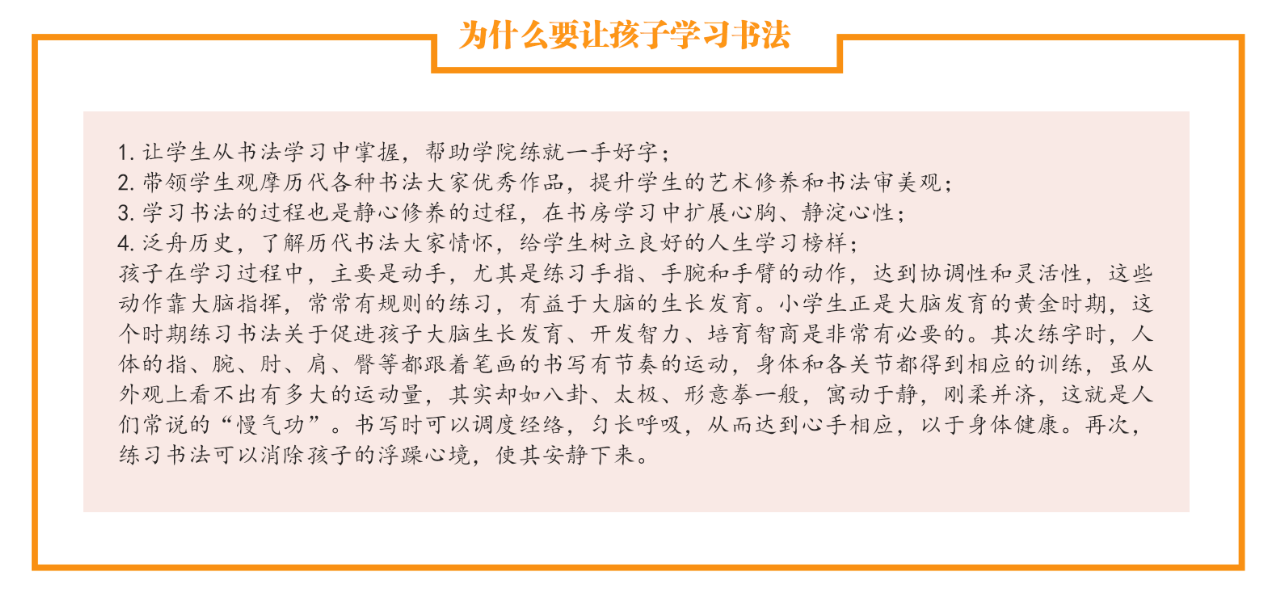 为什么要让孩子学习书法
1.让学生从书法学习中掌握，帮助学院练就一手好字；
2.带领学生观摩历代各种书法大家优秀作品，提升学生的艺术修养和书法审美观；
3.学习书法的过程也是静心修养的过程，在书房学习中扩展心胸、静淀心性；
4.泛舟历史，了解历代书法大家情怀，给学生树立良好的人生学习榜样；
孩子在学习过程中，主要是动手，尤其是练习手指、手腕和手臂的动作，达到协调性和灵活性，这些
动作靠大脑指挥，常常有规则的练习，有益于大脑的生长发育。小学生正是大脑发育的黄金时期，这
个时期练习书法关于促进孩子大脑生长发育、开发智力、培育智商是非常有必要的。其次练字时，人
体的指、腕、肘、肩、臀等都跟着笔画的书写有节奏的运动，身体和各关节都得到相应的训练，虽从
外观上看不出有多大的运动量，其实却如八卦、太极、形意拳一般，寓动于静，刚柔并济，这就是人
们常说的“慢气功”。书写时可以调度经络，匀长呼吸，从而达到心手相应，以于身体健康。再次，
练习书法可以消除孩子的浮躁心境，使其安静下来。